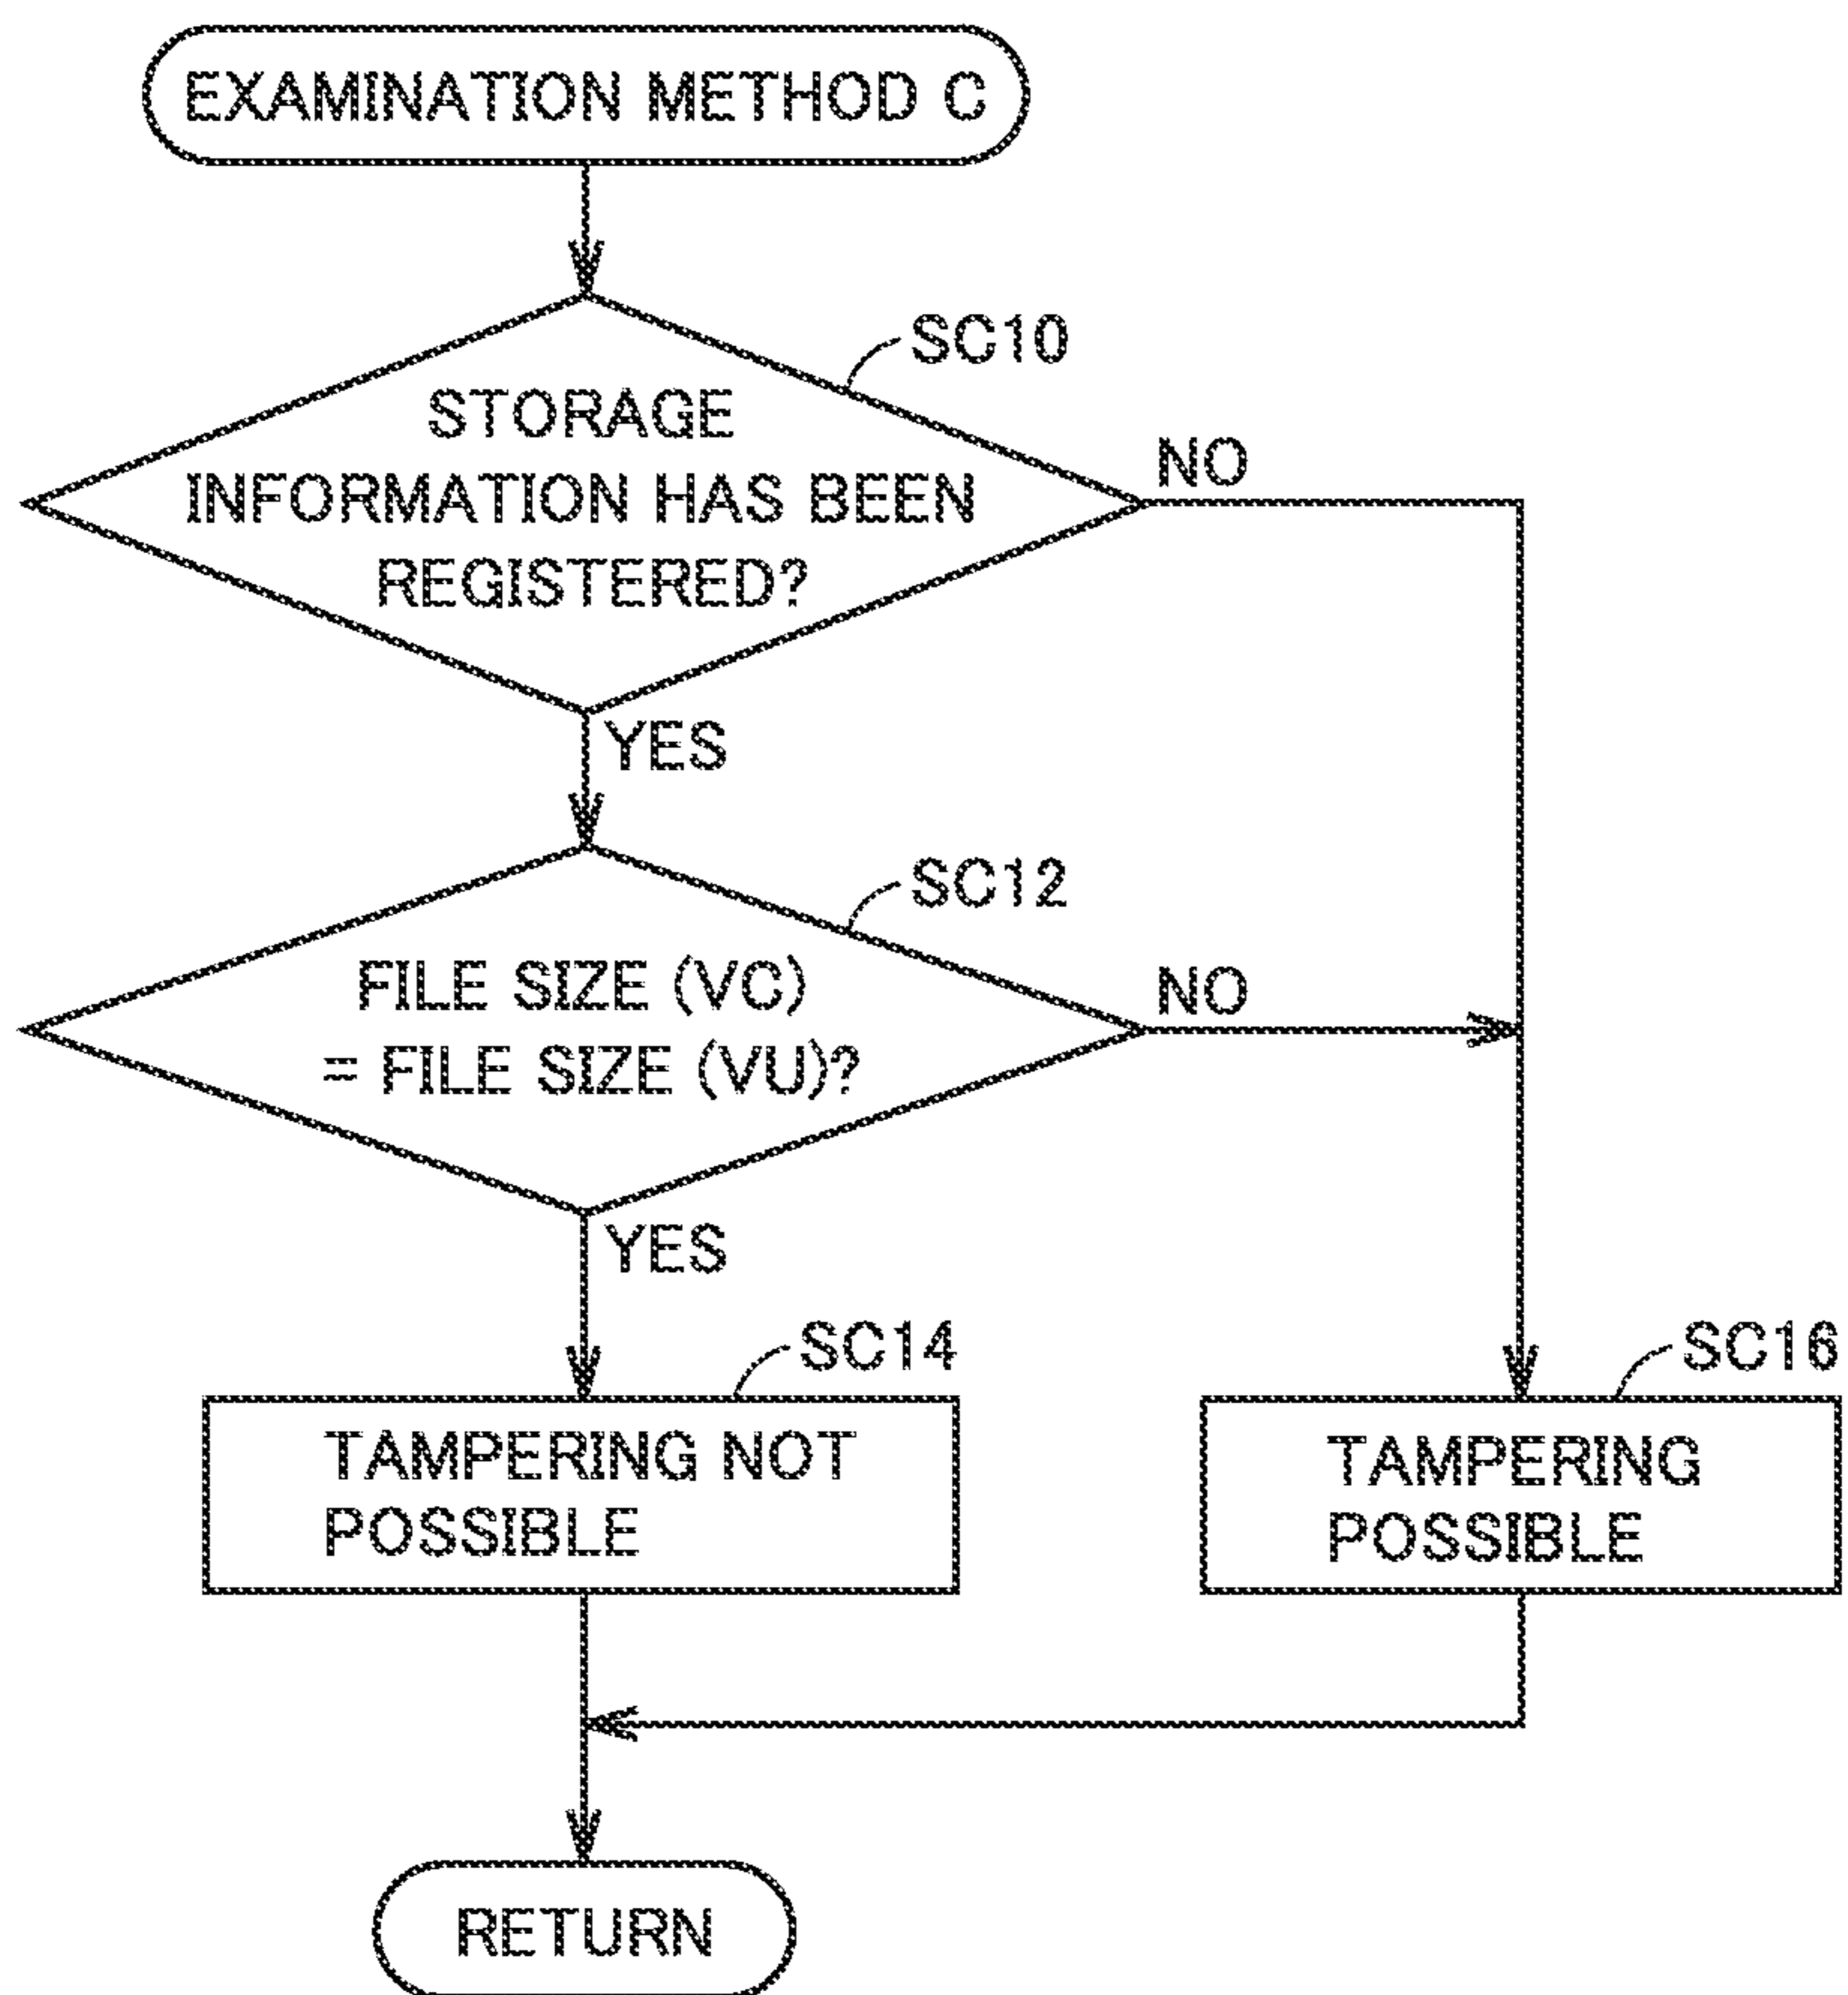 EXAMINATION METHOD C
SC10
STORAGE
INFORMATION HAS BEEN
REGISTERED?
NO
YES
SC12
FILE SIZE (VC)
= FILE SIZE (VU)?
NO
YES
SC14
TAMPERING NOT
POSSIBLE
SC16
TAMPERING
POSSIBLE
RETURN